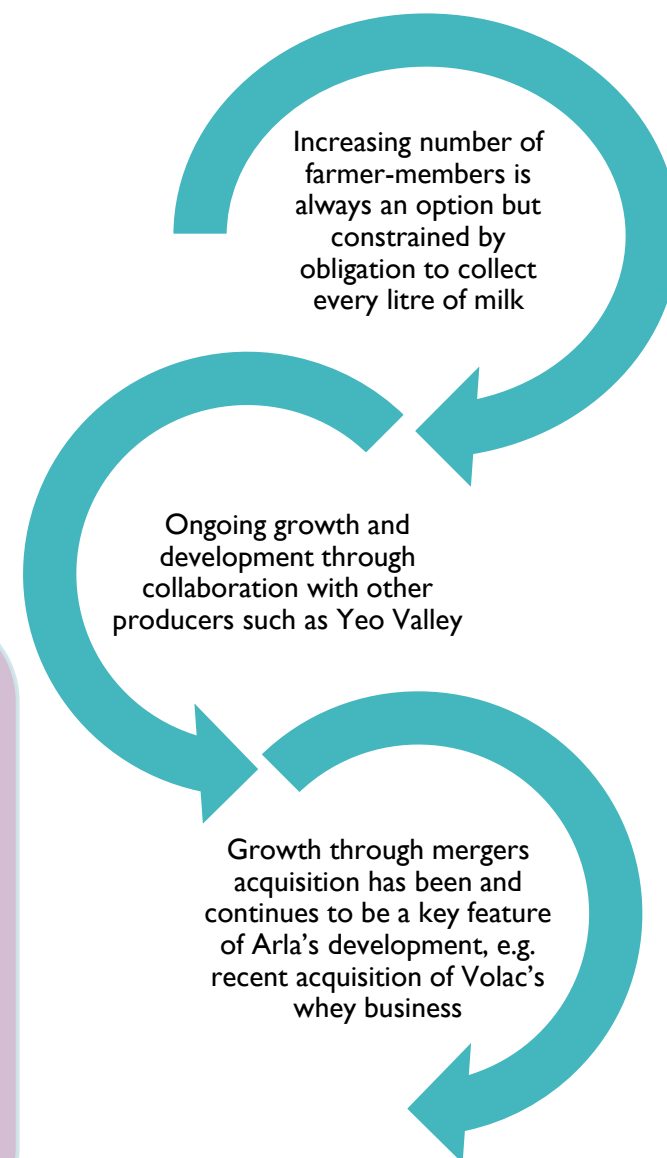 Increasing number of
farmer-members is
always an option but
constrained by
obligation to collect
every litre of milk
Ongoing growth and
development through
collaboration with other
producers such as Yeo Valley
Growth through mergers
acquisition has been and
continues to be a key feature
of Arla’s development, e.g.
recent acquisition of Volac’s
whey business